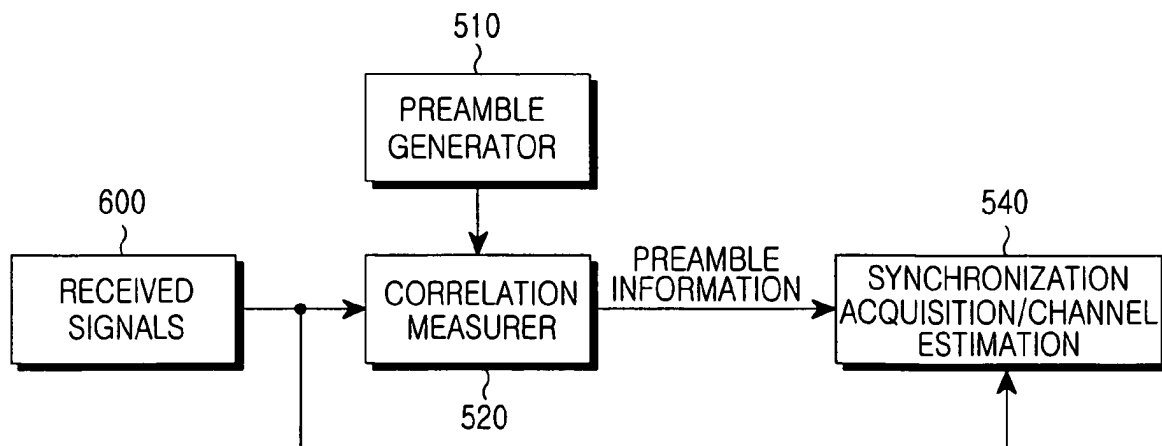 510
PREAMBLE
GENERATOR
600
RECEIVED
SIGNALS
CORRELATION
MEASURER
520
PREAMBLE
INFORMATION
540
SYNCHRONIZATION
ACQUISITION/CHANNEL
ESTIMATION